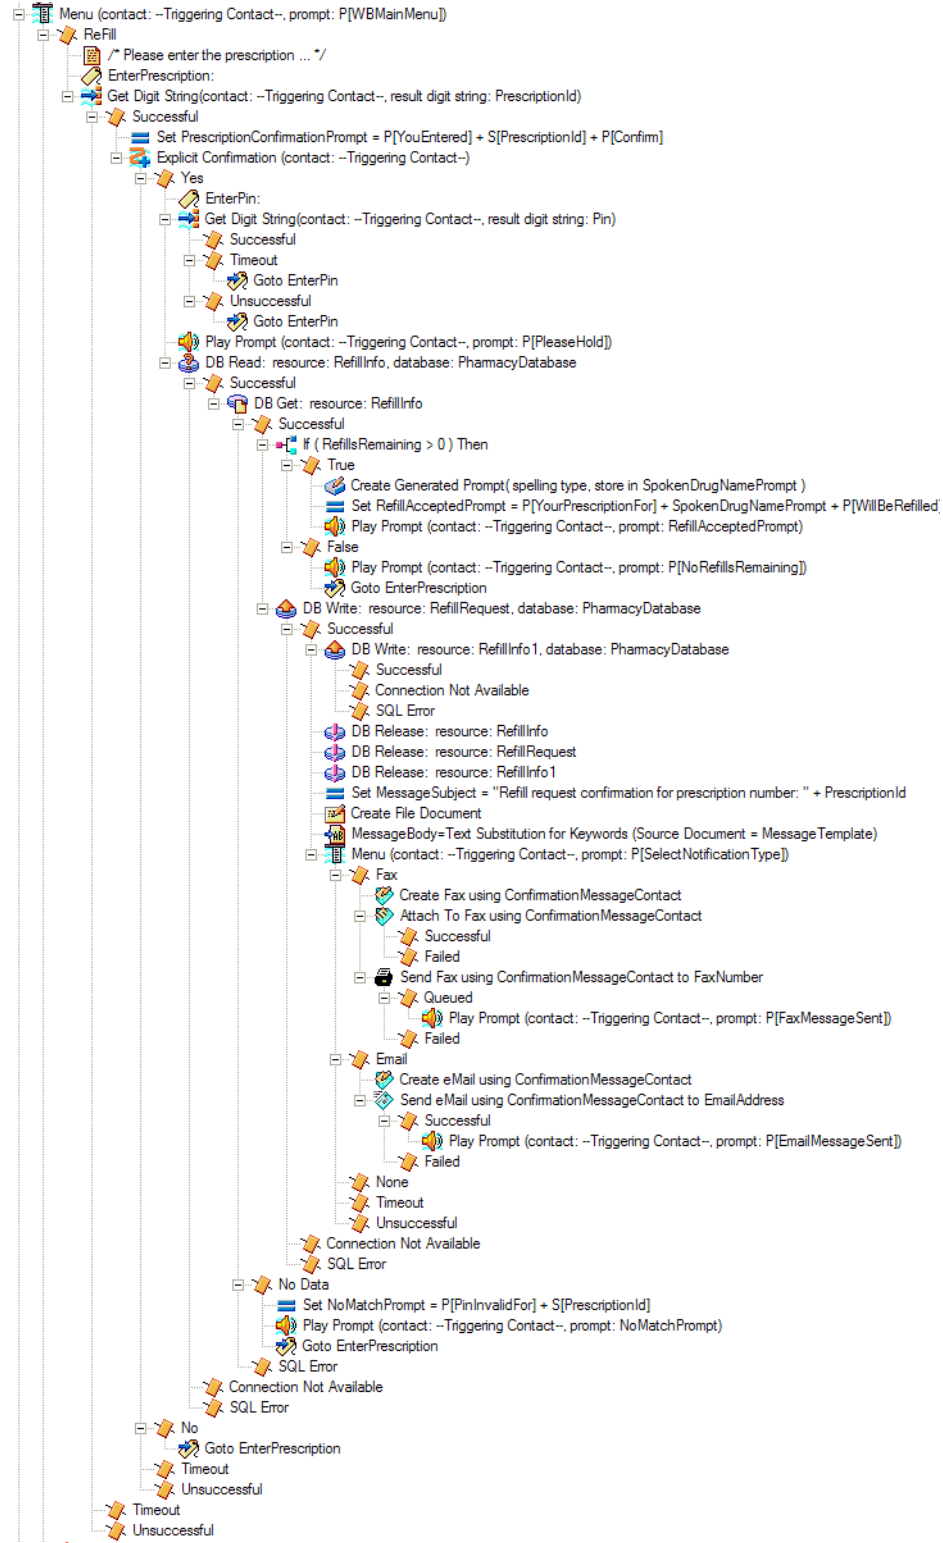 Menu (contact: --Triggering Contact--, prompt: P[WBMainMenu])
ReFill
/* Please enter the prescription ... */
EnterPrescription:
Get Digit String(contact: --Triggering Contact--, result digit string: PrescriptionId)
Successful
Set PrescriptionConfirmationPrompt = P[YouEntered] + S[PrescriptionId] + P[Confirm]
Explicit Confirmation (contact: --Triggering Contact--)
Yes
EnterPin:
Get Digit String(contact: --Triggering Contact--, result digit string: Pin)
Successful
Timeout
Goto EnterPin
Unsuccessful
Goto EnterPin
Play Prompt (contact: --Triggering Contact--, prompt: P[PleaseHold])
DB Read: resource: RefillInfo, database: PharmacyDatabase
Successful
DB Get: resource: RefillInfo
Successful
If ( RefillsRemaining > 0 ) Then
True
Create Generated Prompt( spelling type, store in SpokenDrugNamePrompt )
Set RefillAcceptedPrompt = P[YourPrescriptionFor] + SpokenDrugNamePrompt + P[WillBeRefilled]
Play Prompt (contact: --Triggering Contact--, prompt: RefillAcceptedPrompt)
False
Play Prompt (contact: --Triggering Contact--, prompt: P[NoRefillsRemaining])
Goto EnterPrescription
DB Write: resource: RefillRequest, database: PharmacyDatabase
Successful
DB Write: resource: RefillInfo1, database: PharmacyDatabase
Successful
Connection Not Available
SQL Error
DB Release: resource: RefillInfo
DB Release: resource: RefillRequest
DB Release: resource: RefillInfo1
Set MessageSubject = "Refill request confirmation for prescription number: " + PrescriptionId
Create File Document
MessageBody=Text Substitution for Keywords (Source Document = MessageTemplate)
Menu (contact: --Triggering Contact--, prompt: P[SelectNotificationType])
Fax
Create Fax using ConfirmationMessageContact
Attach To Fax using ConfirmationMessageContact
Successful
Failed
Send Fax using ConfirmationMessageContact to FaxNumber
Queued
Play Prompt (contact: --Triggering Contact--, prompt: P[FaxMessageSent])
Failed
Email
Create eMail using ConfirmationMessageContact
Send eMail using ConfirmationMessageContact to EmailAddress
Successful
Play Prompt (contact: --Triggering Contact--, prompt: P[EmailMessageSent])
Failed
None
Timeout
Unsuccessful
Connection Not Available
SQL Error
No Data
Set NoMatchPrompt = P[PinInvalidFor] + S[PrescriptionId]
Play Prompt (contact: --Triggering Contact--, prompt: NoMatchPrompt)
Goto EnterPrescription
SQL Error
Connection Not Available
SQL Error
No
Goto EnterPrescription
Timeout
Unsuccessful
Timeout
Unsuccessful